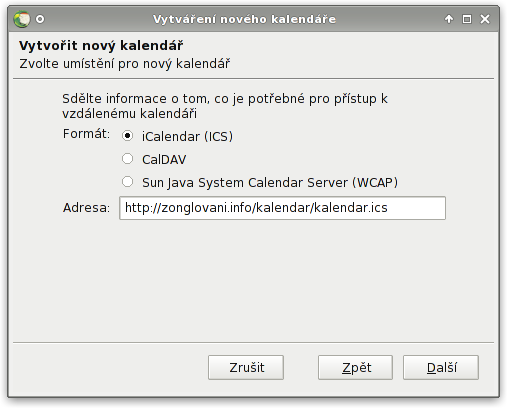 Vytváření nového kalendáře
Vytvořit nový kalendář
Zvolte umístění pro nový kalendář
Sdělte informace o tom, co je potřebné pro přístup k
vzdálenému kalendáři
Formát:
iCalendar (ICS)
CalDAV
Sun Java System Calendar Server (WCAP)
Adresa: http://zonglovani.info/kalendar/kalendar.ics
Zrušit Zpět Další